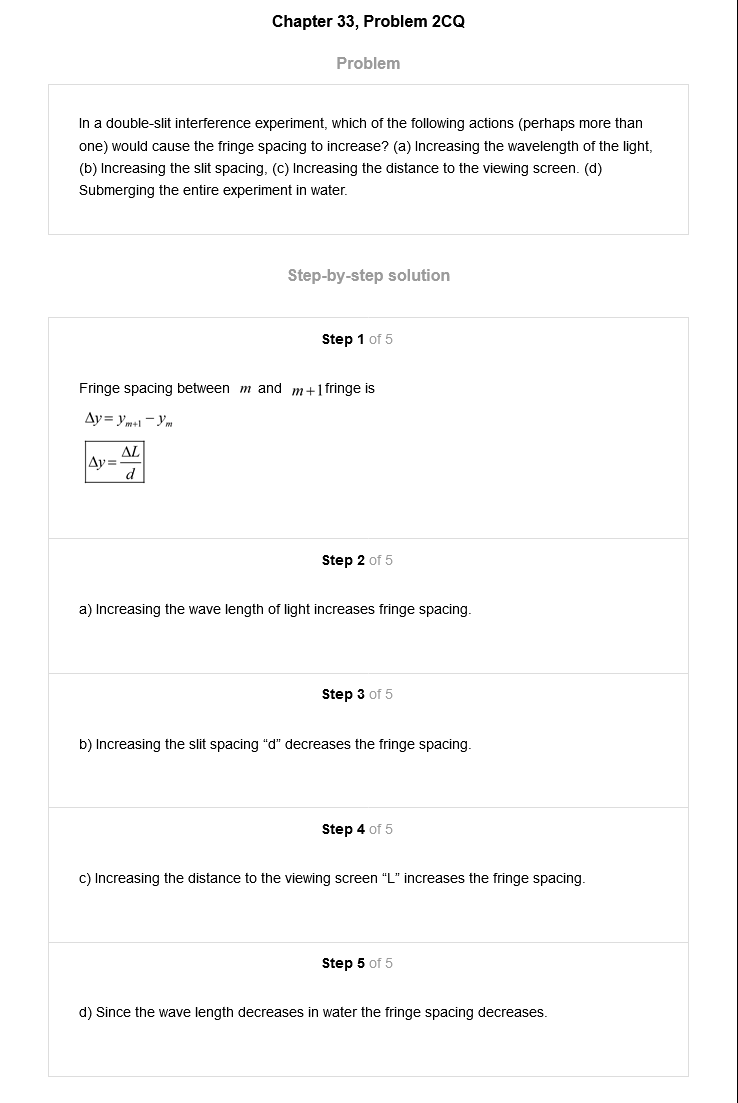 Chapter 33, Problem 2CQ
Problem
In a double-slit interference experiment, which of the following actions (perhaps more than
one) would cause the fringe spacing to increase? (a) Increasing the wavelength of the light,
(b) Increasing the slit spacing, (c) Increasing the distance to the viewing screen. (d)
Submerging the entire experiment in water.
Step-by-step solution
Step 1 of 5
Fringe spacing between m and m+1 fringe is
Δy = yₘ₊₁ − yₘ
Δy = ΔL / d
Step 2 of 5
a) Increasing the wave length of light increases fringe spacing.
Step 3 of 5
b) Increasing the slit spacing “d” decreases the fringe spacing.
Step 4 of 5
c) Increasing the distance to the viewing screen “L” increases the fringe spacing.
Step 5 of 5
d) Since the wave length decreases in water the fringe spacing decreases.